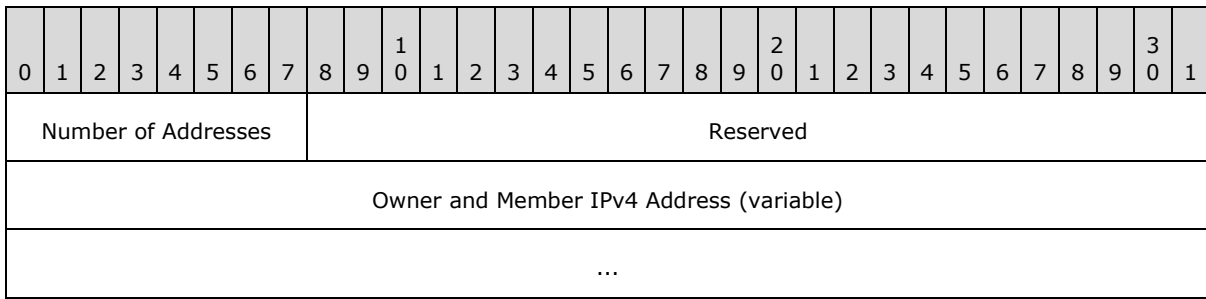 0 1 2 3 4 5 6 7 8 9 1 0 1 2 3 4 5 6 7 8 9 2 0 1 2 3 4 5 6 7 8 9 3 0 1
Number of Addresses Reserved
Owner and Member IPv4 Address (variable)
...